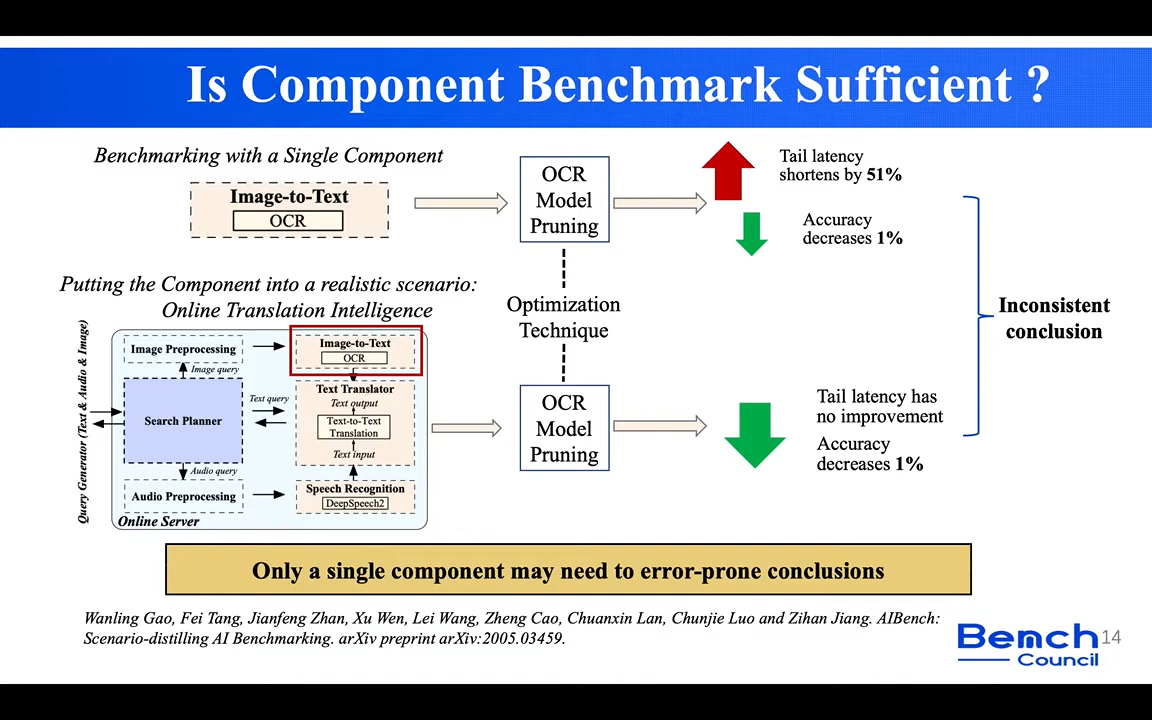 Is Component Benchmark Sufficient ?
Benchmarking with a Single Component
Image-to-Text
OCR
OCR
Model
Pruning
Tail latency
shortens by 51%
Accuracy
decreases 1%
Putting the Component into a realistic scenario:
Online Translation Intelligence
Optimization
Technique
Inconsistent
conclusion
Query Generator (Text & Audio & Image)
Image Preprocessing
Image query
Search Planner
Text query
Audio query
Audio Preprocessing
Online Server
Image-to-Text
OCR
Text Translator
Text output
Text-to-Text
Translation
Text input
Speech Recognition
DeepSpeech2
OCR
Model
Pruning
Tail latency has
no improvement
Accuracy
decreases 1%
Only a single component may need to error-prone conclusions
Wanling Gao, Fei Tang, Jianfeng Zhan, Xu Wen, Lei Wang, Zheng Cao, Chuanxin Lan, Chunjie Luo and Zihan Jiang. AIBench:
Scenario-distilling AI Benchmarking. arXiv preprint arXiv:2005.03459.
Bench
Council
14